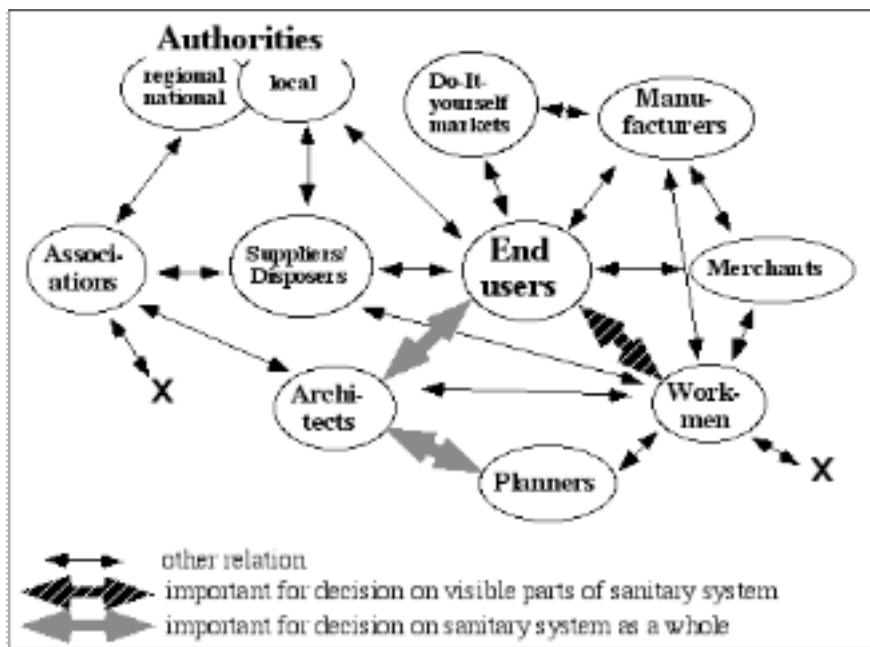 Authorities
regional
national
local
Do-It-
yourself
markets
Manu-
facturers
Associ-
ations
Suppliers/
Disposers
End
users
Merchants
X
Archi-
tects
Work-
men
Planners
X
other relation
important for decision on visible parts of sanitary system
important for decision on sanitary system as a whole